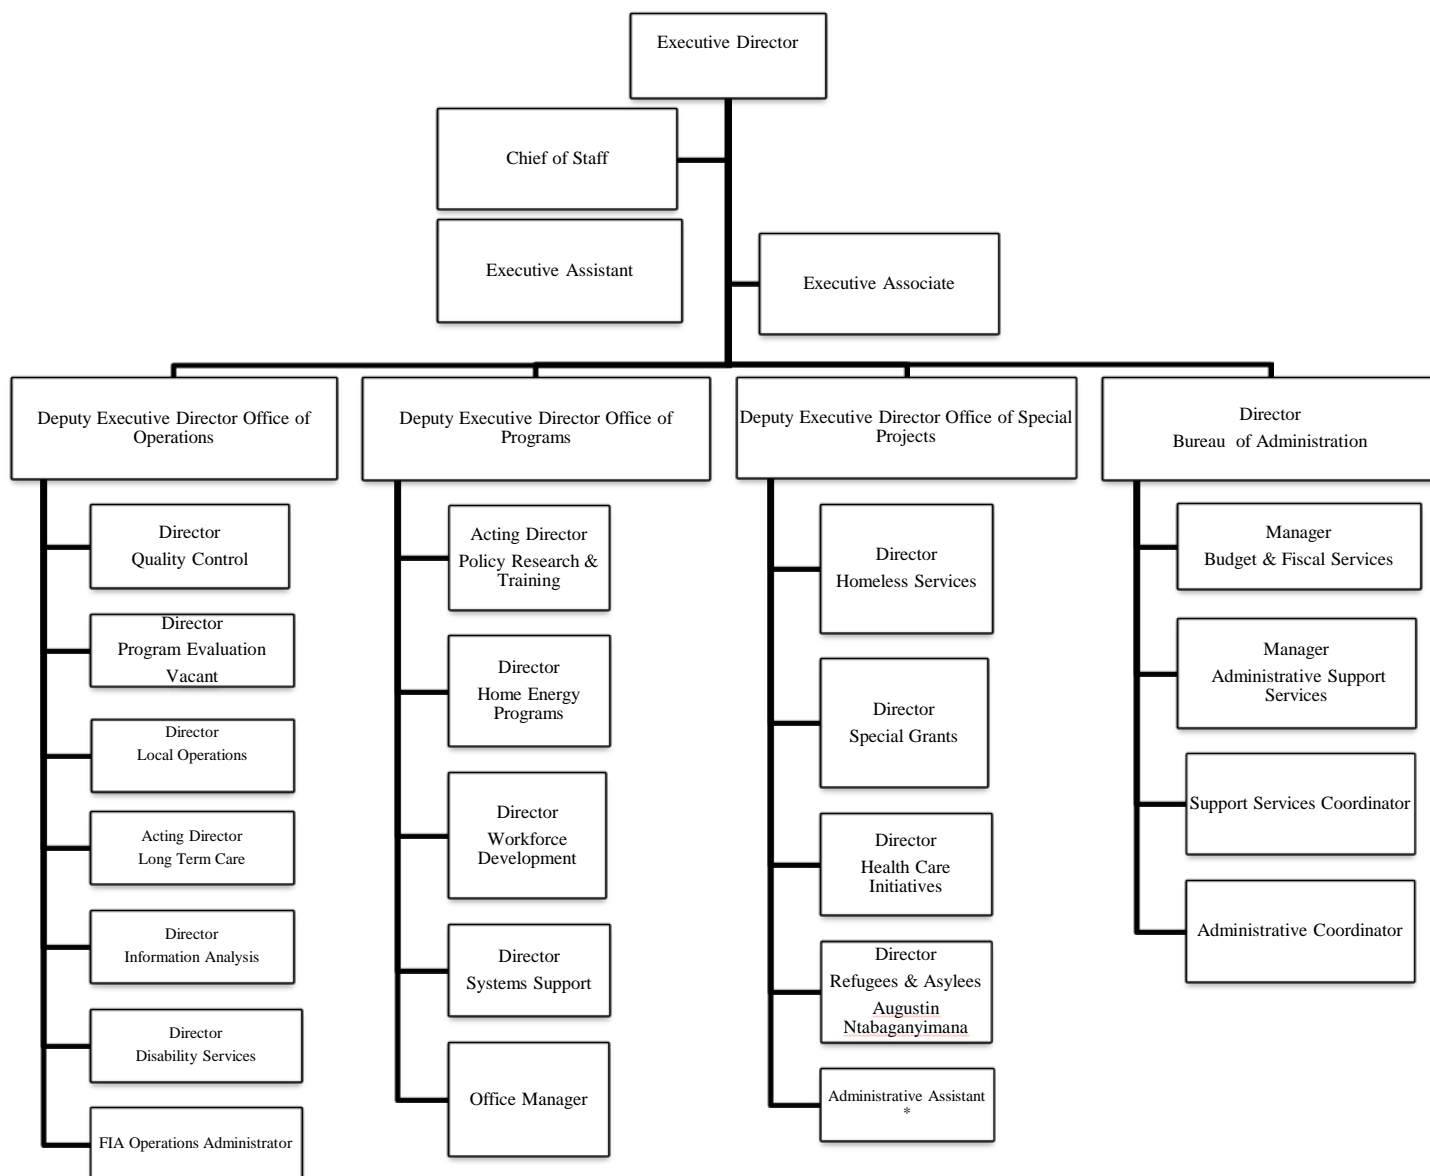 Executive Director
Chief of Staff
Executive Assistant
Executive Associate
Deputy Executive Director Office of
Operations
Director
Quality Control
Director
Program Evaluation
Vacant
Director
Local Operations
Acting Director
Long Term Care
Director
Information Analysis
Director
Disability Services
FIA Operations Administrator
Deputy Executive Director Office of
Programs
Acting Director
Policy Research &
Training
Director
Home Energy
Programs
Director
Workforce
Development
Director
Systems Support
Office Manager
Deputy Executive Director Office of Special
Projects
Director
Homeless Services
Director
Special Grants
Director
Health Care
Initiatives
Director
Refugees & Asylees
Augustin
Ntabaganyimana
Administrative Assistant
*
Director
Bureau of Administration
Manager
Budget & Fiscal Services
Manager
Administrative Support
Services
Support Services Coordinator
Administrative Coordinator